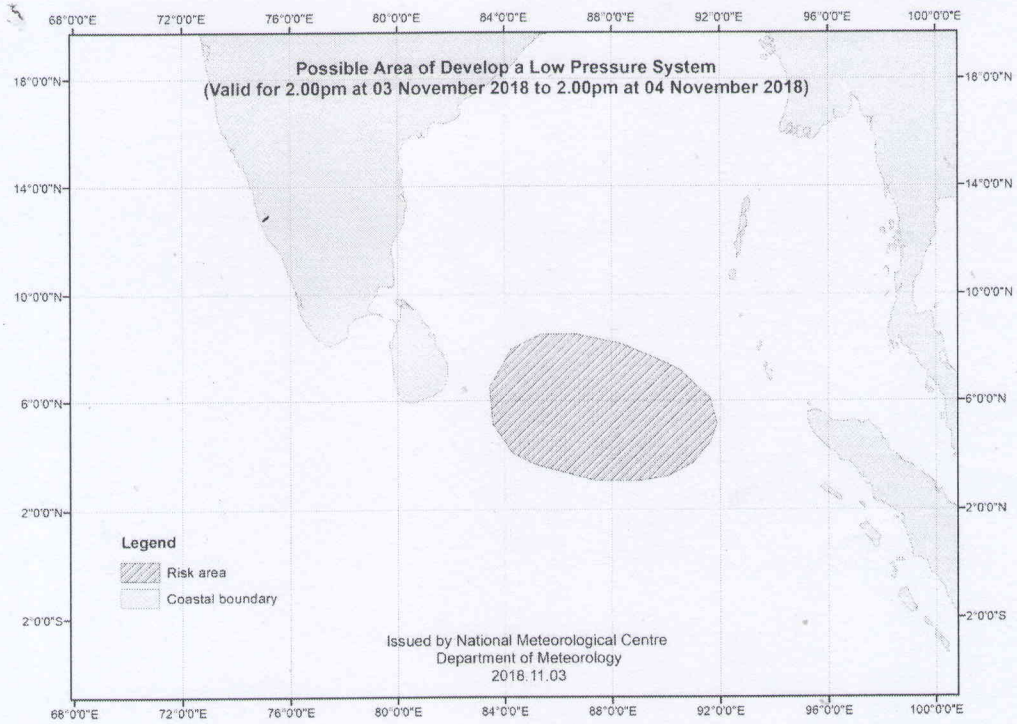 68°0'0"E 72°0'0"E 76°0'0"E 80°0'0"E 84°0'0"E 88°0'0"E 92°0'0"E 96°0'0"E 100°0'0"E
Possible Area of Develop a Low Pressure System
(Valid for 2.00pm at 03 November 2018 to 2.00pm at 04 November 2018)
18°0'0"N 18°0'0"N
14°0'0"N 14°0'0"N
10°0'0"N 10°0'0"N
6°0'0"N 6°0'0"N
2°0'0"N 2°0'0"N
Legend
Risk area
Coastal boundary
2°0'0"S 2°0'0"S
Issued by National Meteorological Centre
Department of Meteorology
2018.11.03
68°0'0"E 72°0'0"E 76°0'0"E 80°0'0"E 84°0'0"E 88°0'0"E 92°0'0"E 96°0'0"E 100°0'0"E